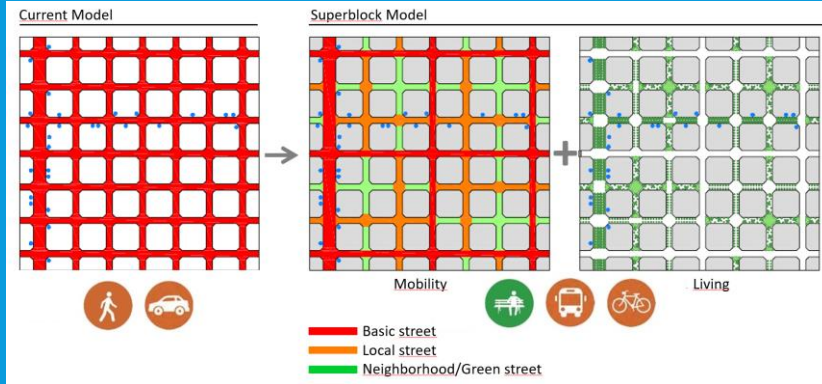 Current Model
Superblock Model
Mobility
Living
Basic street
Local street
Neighborhood/Green street